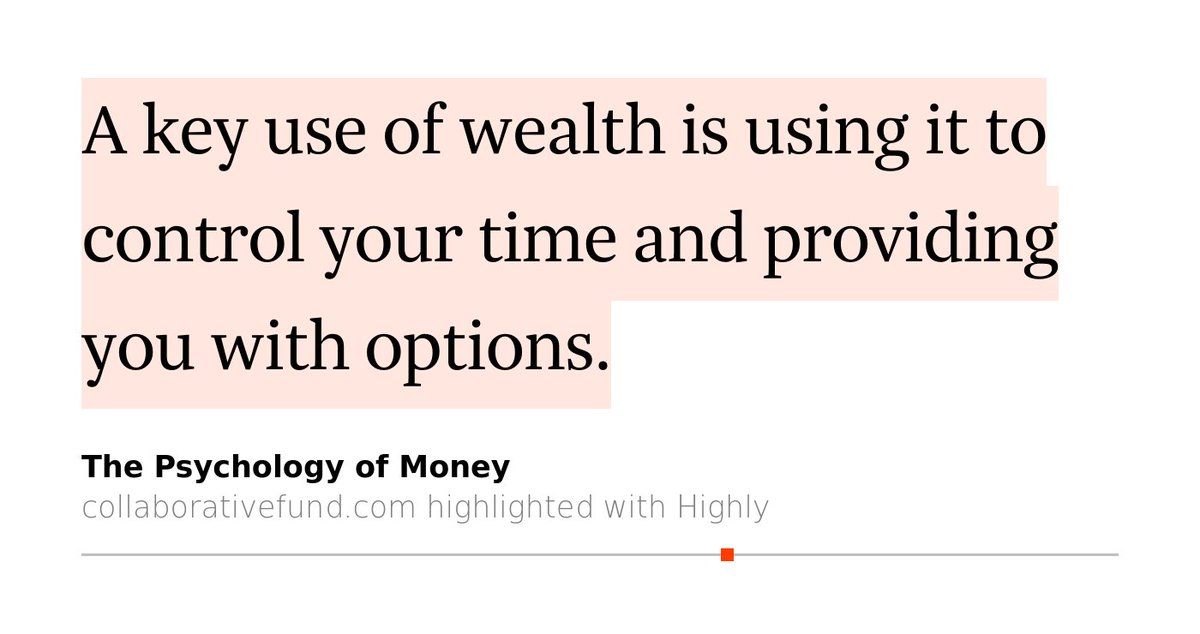 A key use of wealth is using it to
control your time and providing
you with options.
The Psychology of Money
collaborativefund.com highlighted with Highly